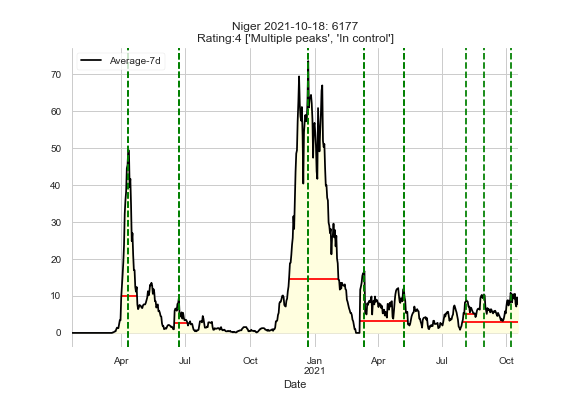 Niger 2021-10-18: 6177
Rating:4 ['Multiple peaks', 'In control']
Average-7d
70
60
50
40
30
20
10
0
Apr Jul Oct Jan Apr Jul Oct
2021
Date